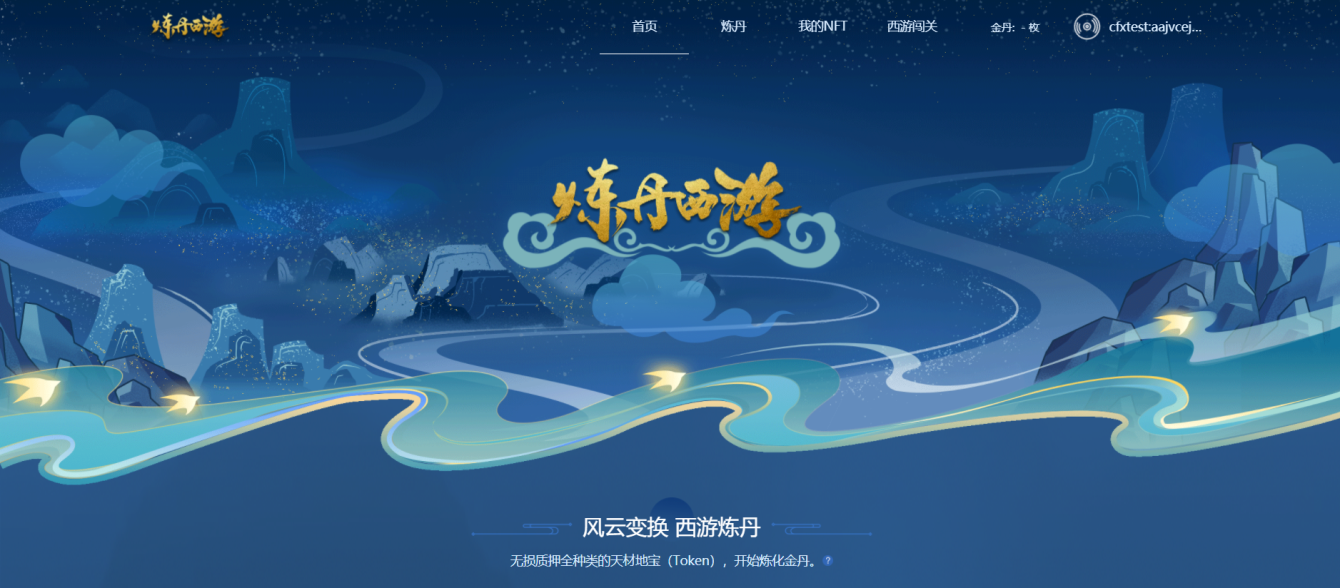 炼丹西游 首页 炼丹 我的NFT 西游闯关 金丹: - 枚 cfxtest:aajvcej...
炼丹西游
风云变换 西游炼丹
无损质押全种类的天材地宝（Token），开始炼化金丹。 ?